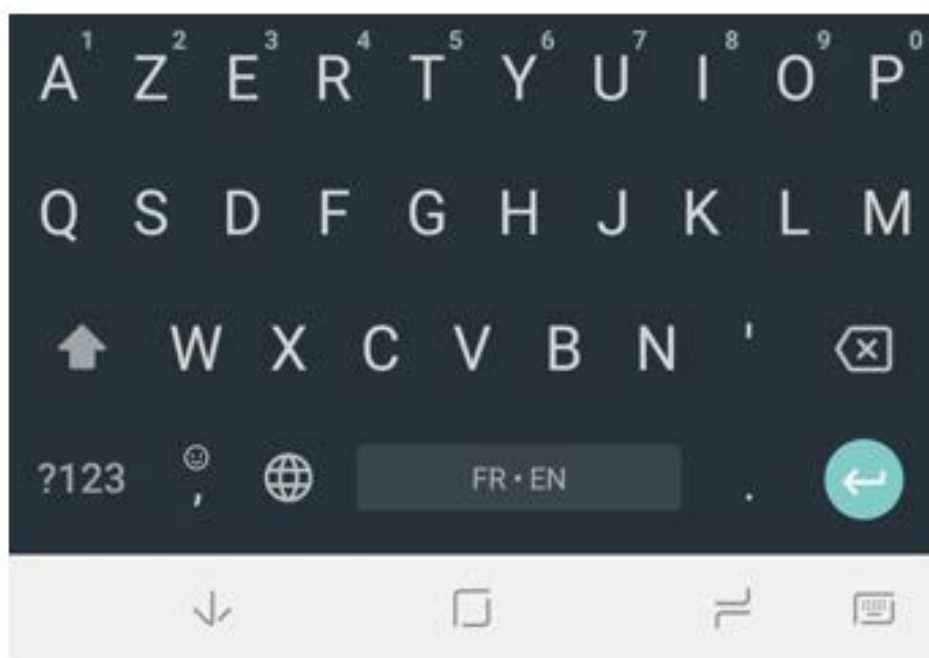 1 2 3 4 5 6 7 8 9 0
A Z E R T Y U I O P
Q S D F G H J K L M
W X C V B N '
?123 , FR • EN .